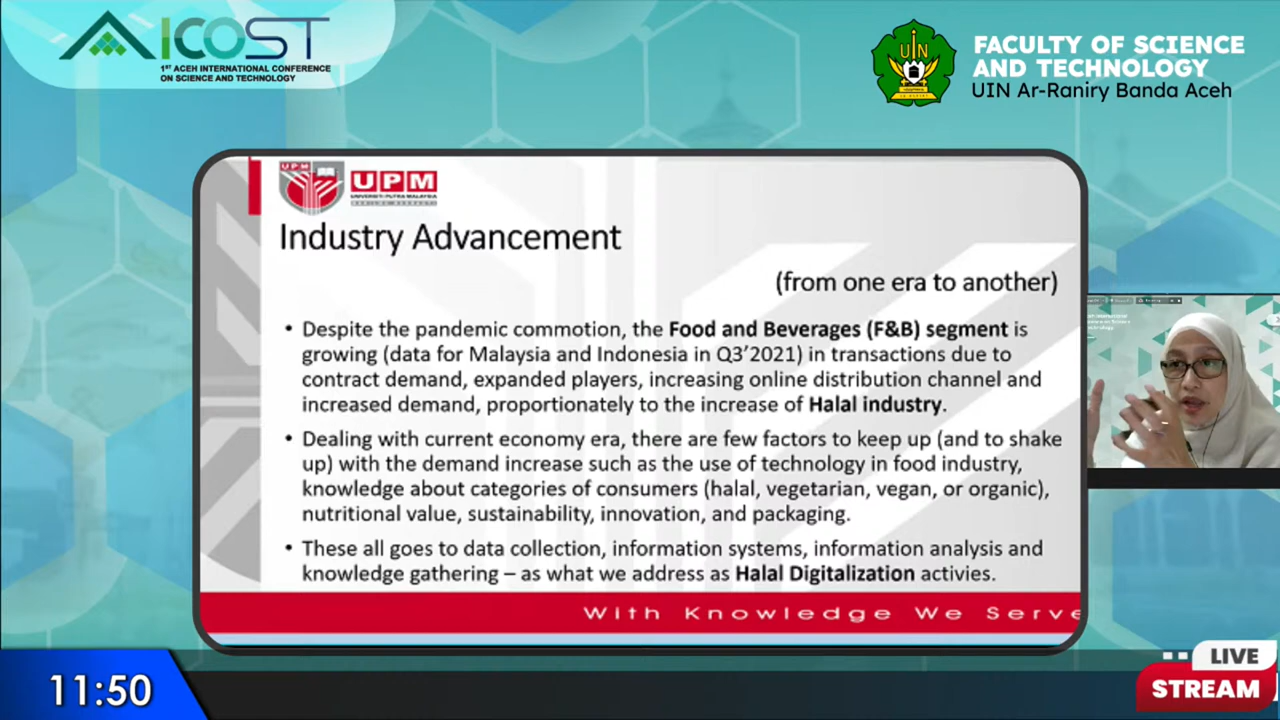 AICOST
1ST ACEH INTERNATIONAL CONFERENCE
ON SCIENCE AND TECHNOLOGY
UIN
FACULTY OF SCIENCE
AND TECHNOLOGY
UIN Ar-Raniry Banda Aceh
UPM
UPM
UNIVERSITI PUTRA MALAYSIA
Industry Advancement
(from one era to another)
• Despite the andemic commotion, the Food and Beverages (F&B) segment is
growing (data for Malaysia and Indonesia in Q3'2021) in transactions due to
contract demand, expanded players, increasing online distribution channel and
increased demand, proportionately to the increase of Halal industry.
• Dealing with current economy era, there are few factors to keep up (and to shake
up) with the demand increase such as the use of technology in food industry,
knowledge about categories of consumers (halal, vegetarian, vegan, or organic),
nutritional value, sustainability, innovation, and packaging.
• These all goes to data collection, information systems, information analysis and
knowledge gathering – as what we address as Halal Digitalization activies.
With Knowledge We Serve
11:50
LIVE
STREAM